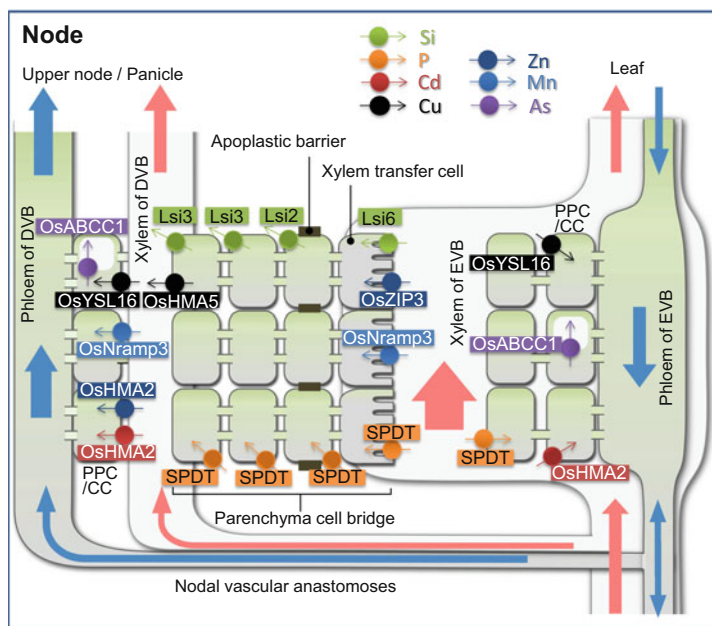 Node
Si
P
Cd
Cu
Zn
Mn
As
Upper node / Panicle
Leaf
Apoplastic barrier
Xylem transfer cell
Phloem of DVB
Xylem of DVB
Xylem of EVB
Phloem of EVB
OsABCC1
Lsi3
Lsi3
Lsi2
Lsi6
PPC
/CC
OsYSL16
OsYSL16
OsHMA5
OsZIP3
OsNramp3
OsNramp3
OsABCC1
OsHMA2
OsHMA2
PPC
/CC
SPDT
SPDT
SPDT
SPDT
SPDT
OsHMA2
Parenchyma cell bridge
Nodal vascular anastomoses